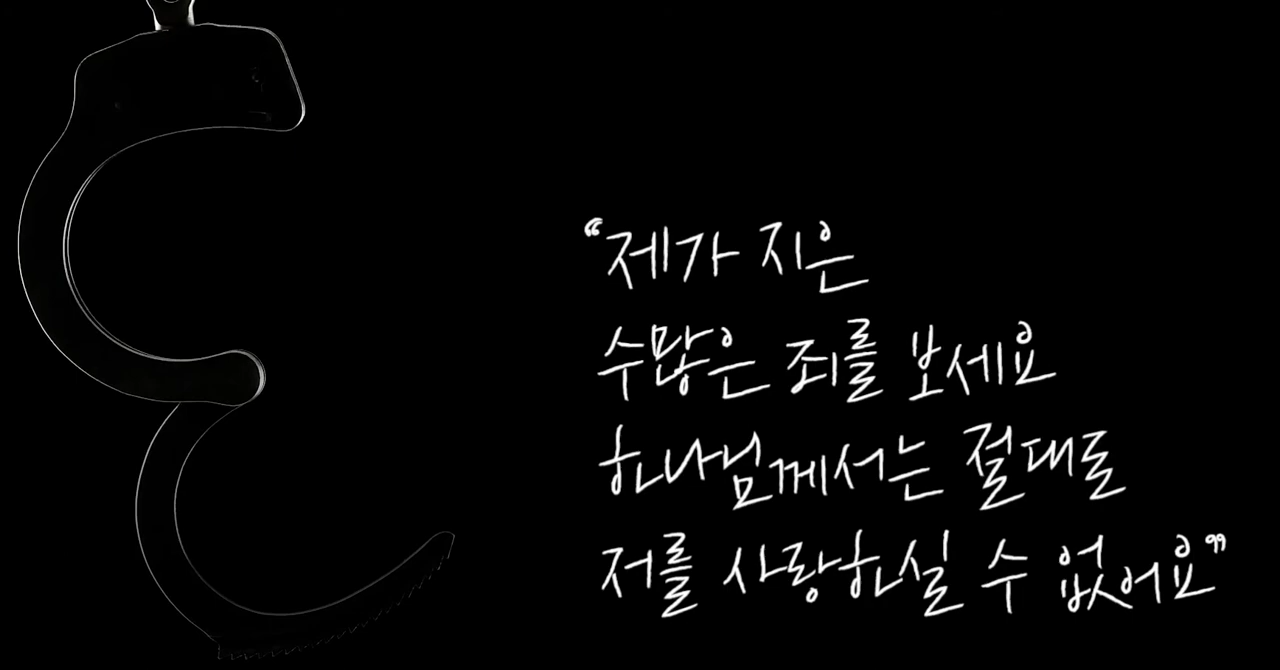 “제가 지은
수많은 죄를 보세요
하나님께서는 절대로
저를 사랑하실 수 없어요”